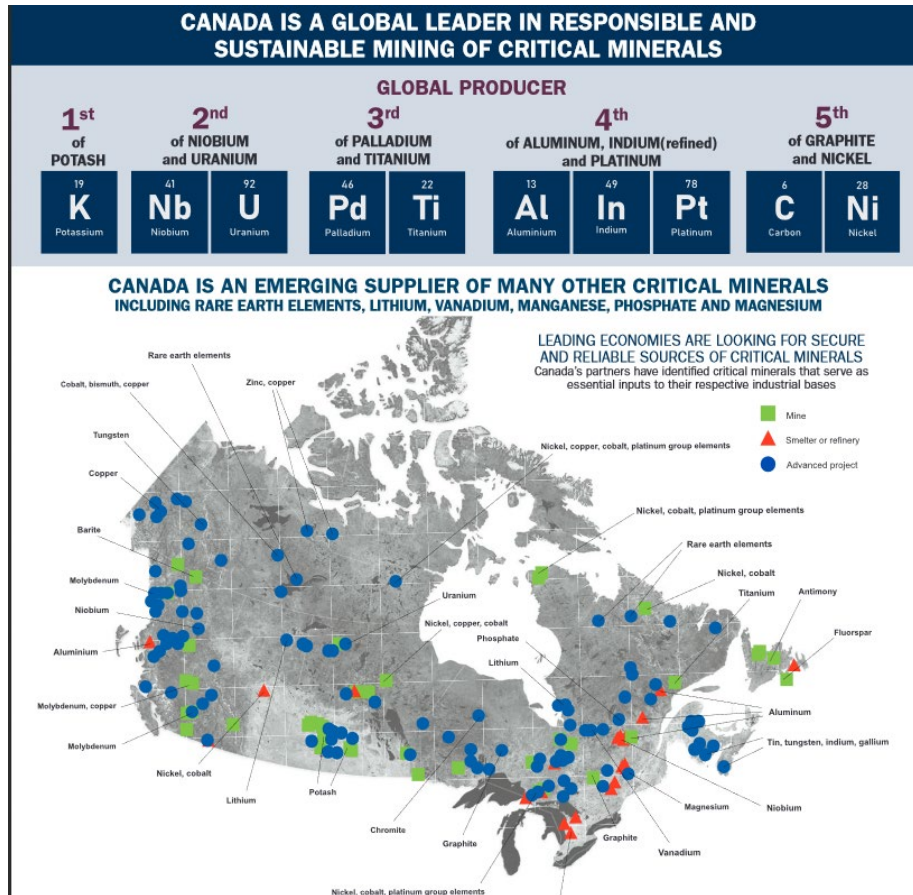 CANADA IS A GLOBAL LEADER IN RESPONSIBLE AND
SUSTAINABLE MINING OF CRITICAL MINERALS
GLOBAL PRODUCER
1st
of
POTASH
2nd
of NIOBIUM
and URANIUM
3rd
of PALLADIUM
and TITANIUM
4th
of ALUMINUM, INDIUM(refined)
and PLATINUM
5th
of GRAPHITE
and NICKEL
19
K
Potassium
41
Nb
Niobium
92
U
Uranium
46
Pd
Palladium
22
Ti
Titanium
13
Al
Aluminium
49
In
Indium
78
Pt
Platinum
6
C
Carbon
28
Ni
Nickel
CANADA IS AN EMERGING SUPPLIER OF MANY OTHER CRITICAL MINERALS
INCLUDING RARE EARTH ELEMENTS, LITHIUM, VANADIUM, MANGANESE, PHOSPHATE AND MAGNESIUM
LEADING ECONOMIES ARE LOOKING FOR SECURE
AND RELIABLE SOURCES OF CRITICAL MINERALS
Canada's partners have identified critical minerals that serve as
essential inputs to their respective industrial bases
Mine
Smelter or refinery
Advanced project
Rare earth elements
Cobalt, bismuth, copper
Zinc, copper
Tungsten
Copper
Nickel, copper, cobalt, platinum group elements
Nickel, cobalt, platinum group elements
Barite
Rare earth elements
Nickel, cobalt
Molybdenum
Uranium
Titanium
Antimony
Niobium
Nickel, copper, cobalt
Phosphate
Fluorspar
Aluminium
Lithium
Molybdenum, copper
Aluminum
Molybdenum
Tin, tungsten, indium, gallium
Nickel, cobalt
Lithium
Potash
Chromite
Graphite
Graphite
Magnesium
Niobium
Vanadium
Nickel, cobalt, platinum group elements